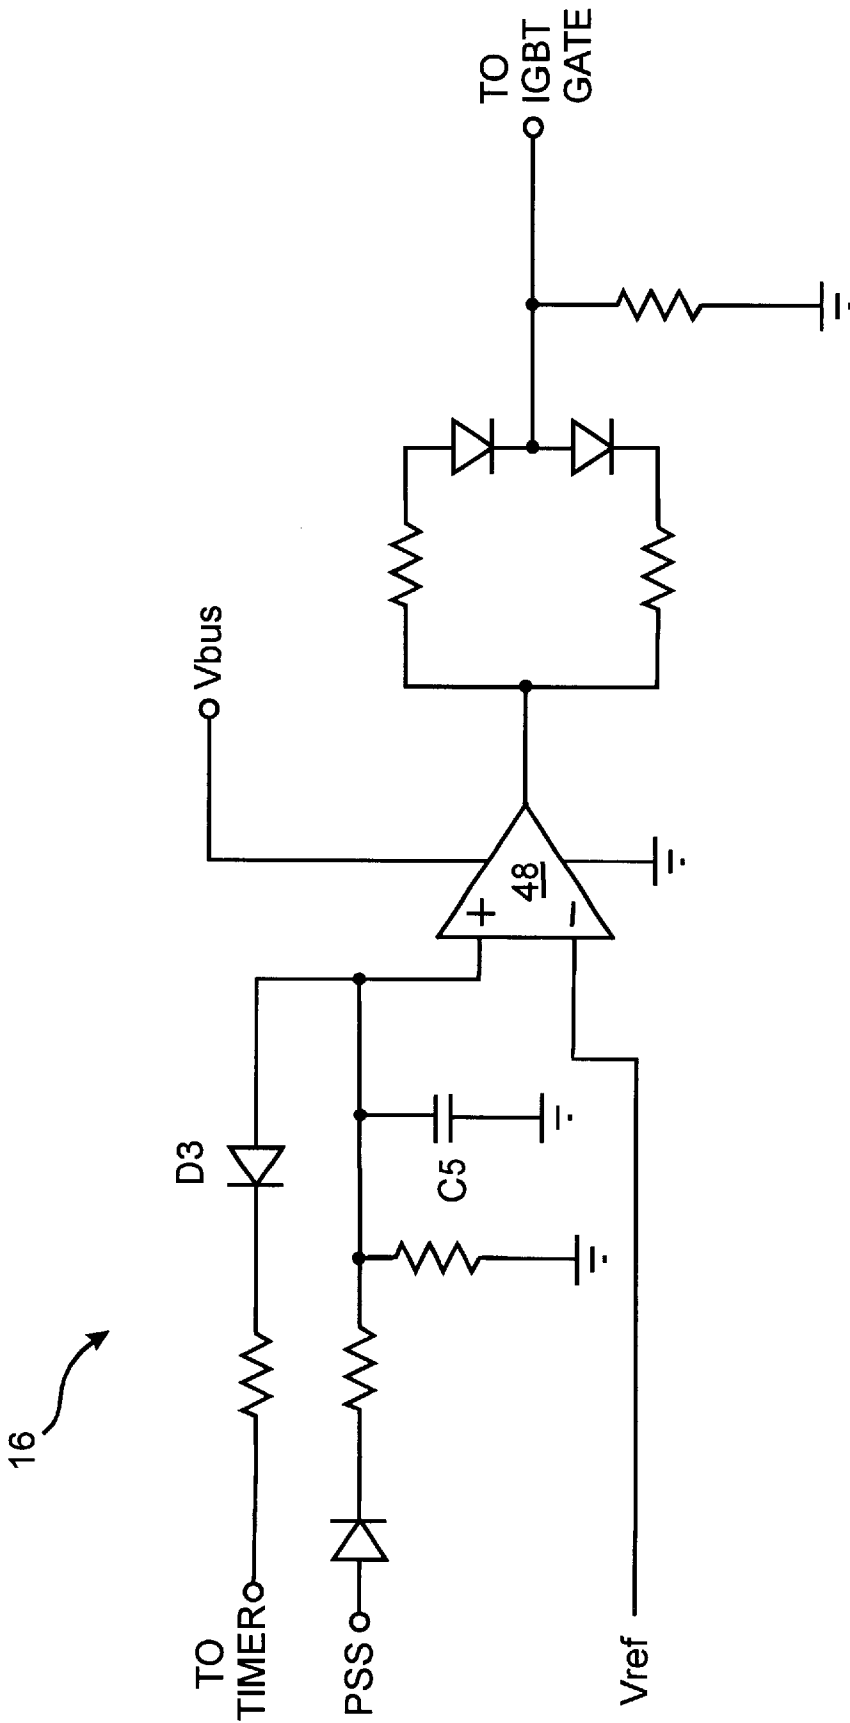 16
TO
TIMER
D3
PSS
C5
Vref
+
−
48
Vbus
TO
IGBT
GATE